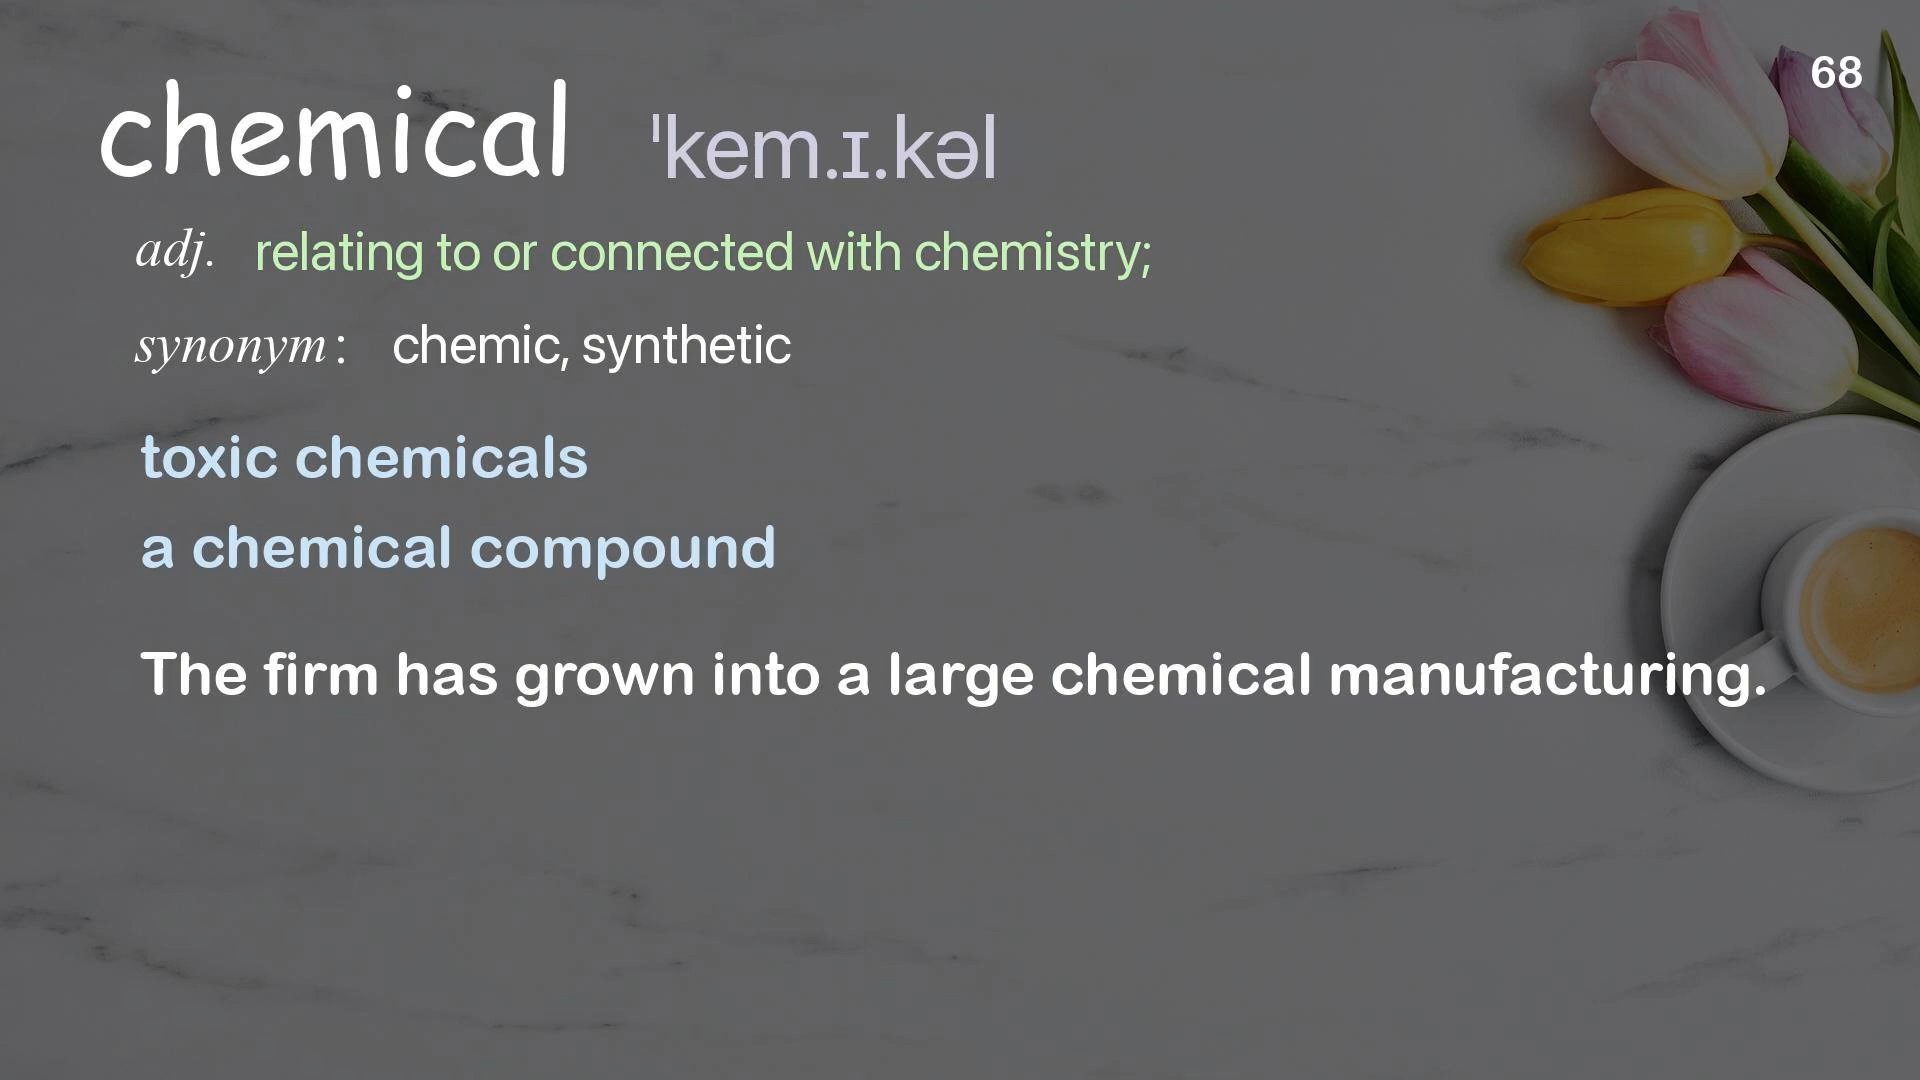 68
chemical ˈkem.ɪ.kəl
adj. relating to or connected with chemistry;
synonym : chemic, synthetic
toxic chemicals
a chemical compound
The firm has grown into a large chemical manufacturing.